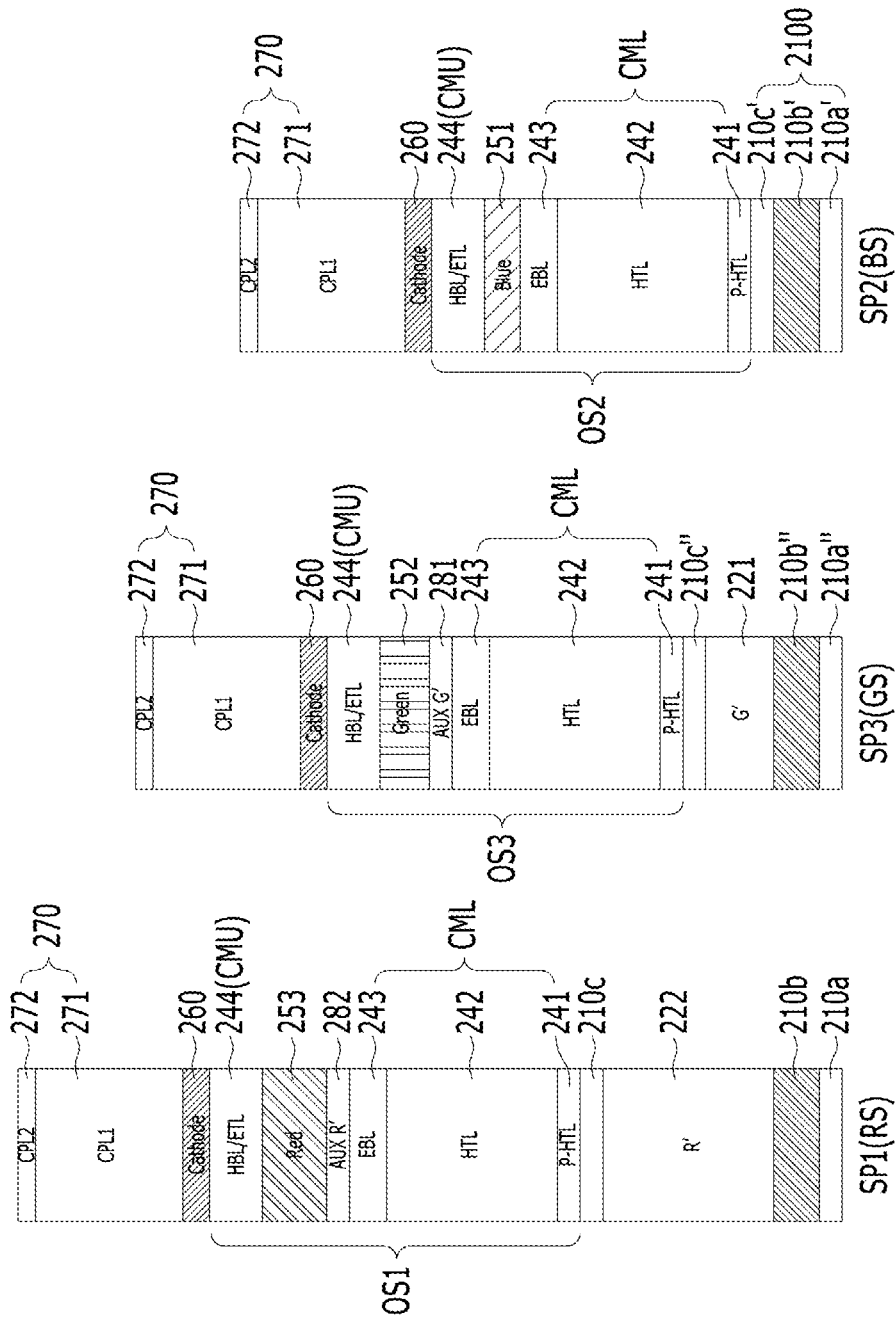 CPL2
CPL1
Cathode
HBL/ETL
Red
AUX R'
EBL
HTL
P-HTL
R'
272
270
271
260
244(CMU)
253
282
243
CML
242
241
210c
222
210b
210a
OS1
SP1(RS)
CPL2
CPL1
Cathode
HBL/ETL
Green
AUX G'
EBL
HTL
P-HTL
G'
272
270
271
260
244(CMU)
252
281
243
CML
242
241
210c"
221
210b"
210a"
OS3
SP3(GS)
CPL2
CPL1
Cathode
HBL/ETL
Blue
EBL
HTL
P-HTL
272
270
271
260
244(CMU)
251
243
CML
242
241
210c'
210b'
2100
210a'
OS2
SP2(BS)